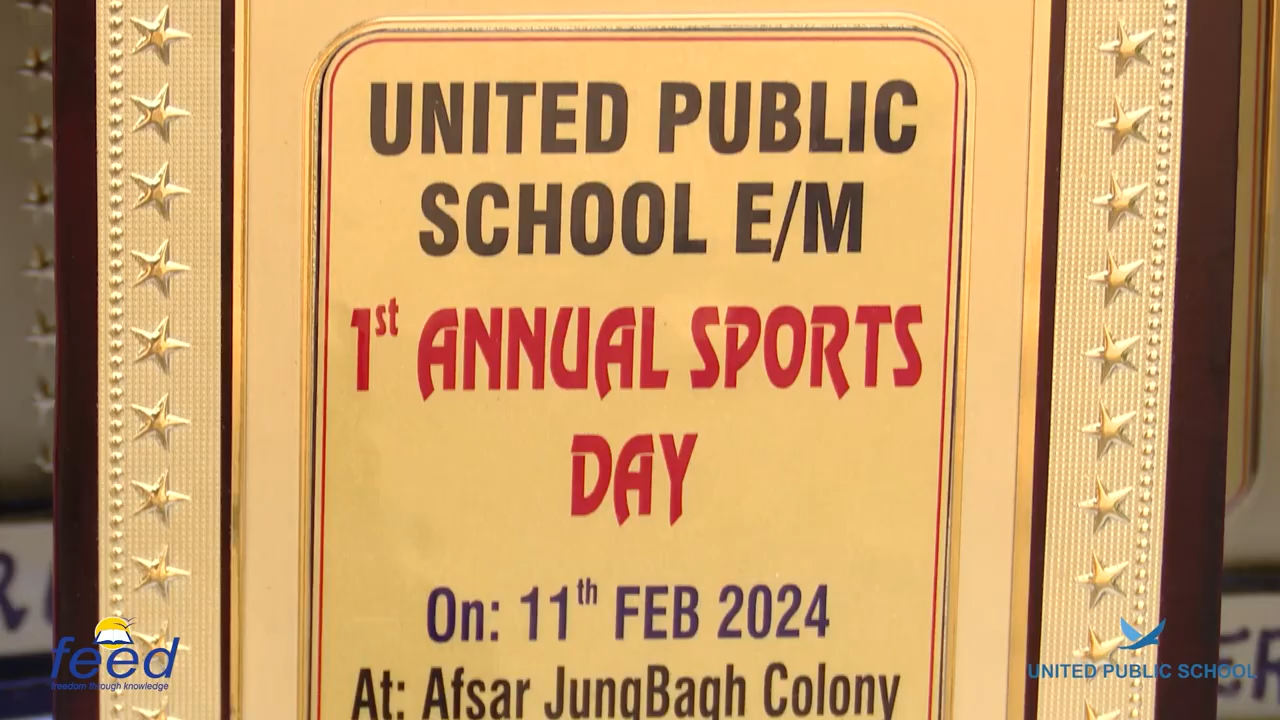 UNITED PUBLIC
SCHOOL E/M
1st ANNUAL SPORTS
DAY
On: 11th FEB 2024
At: Afsar JungBagh Colony
feed
freedom through knowledge
UNITED PUBLIC SCHOOL